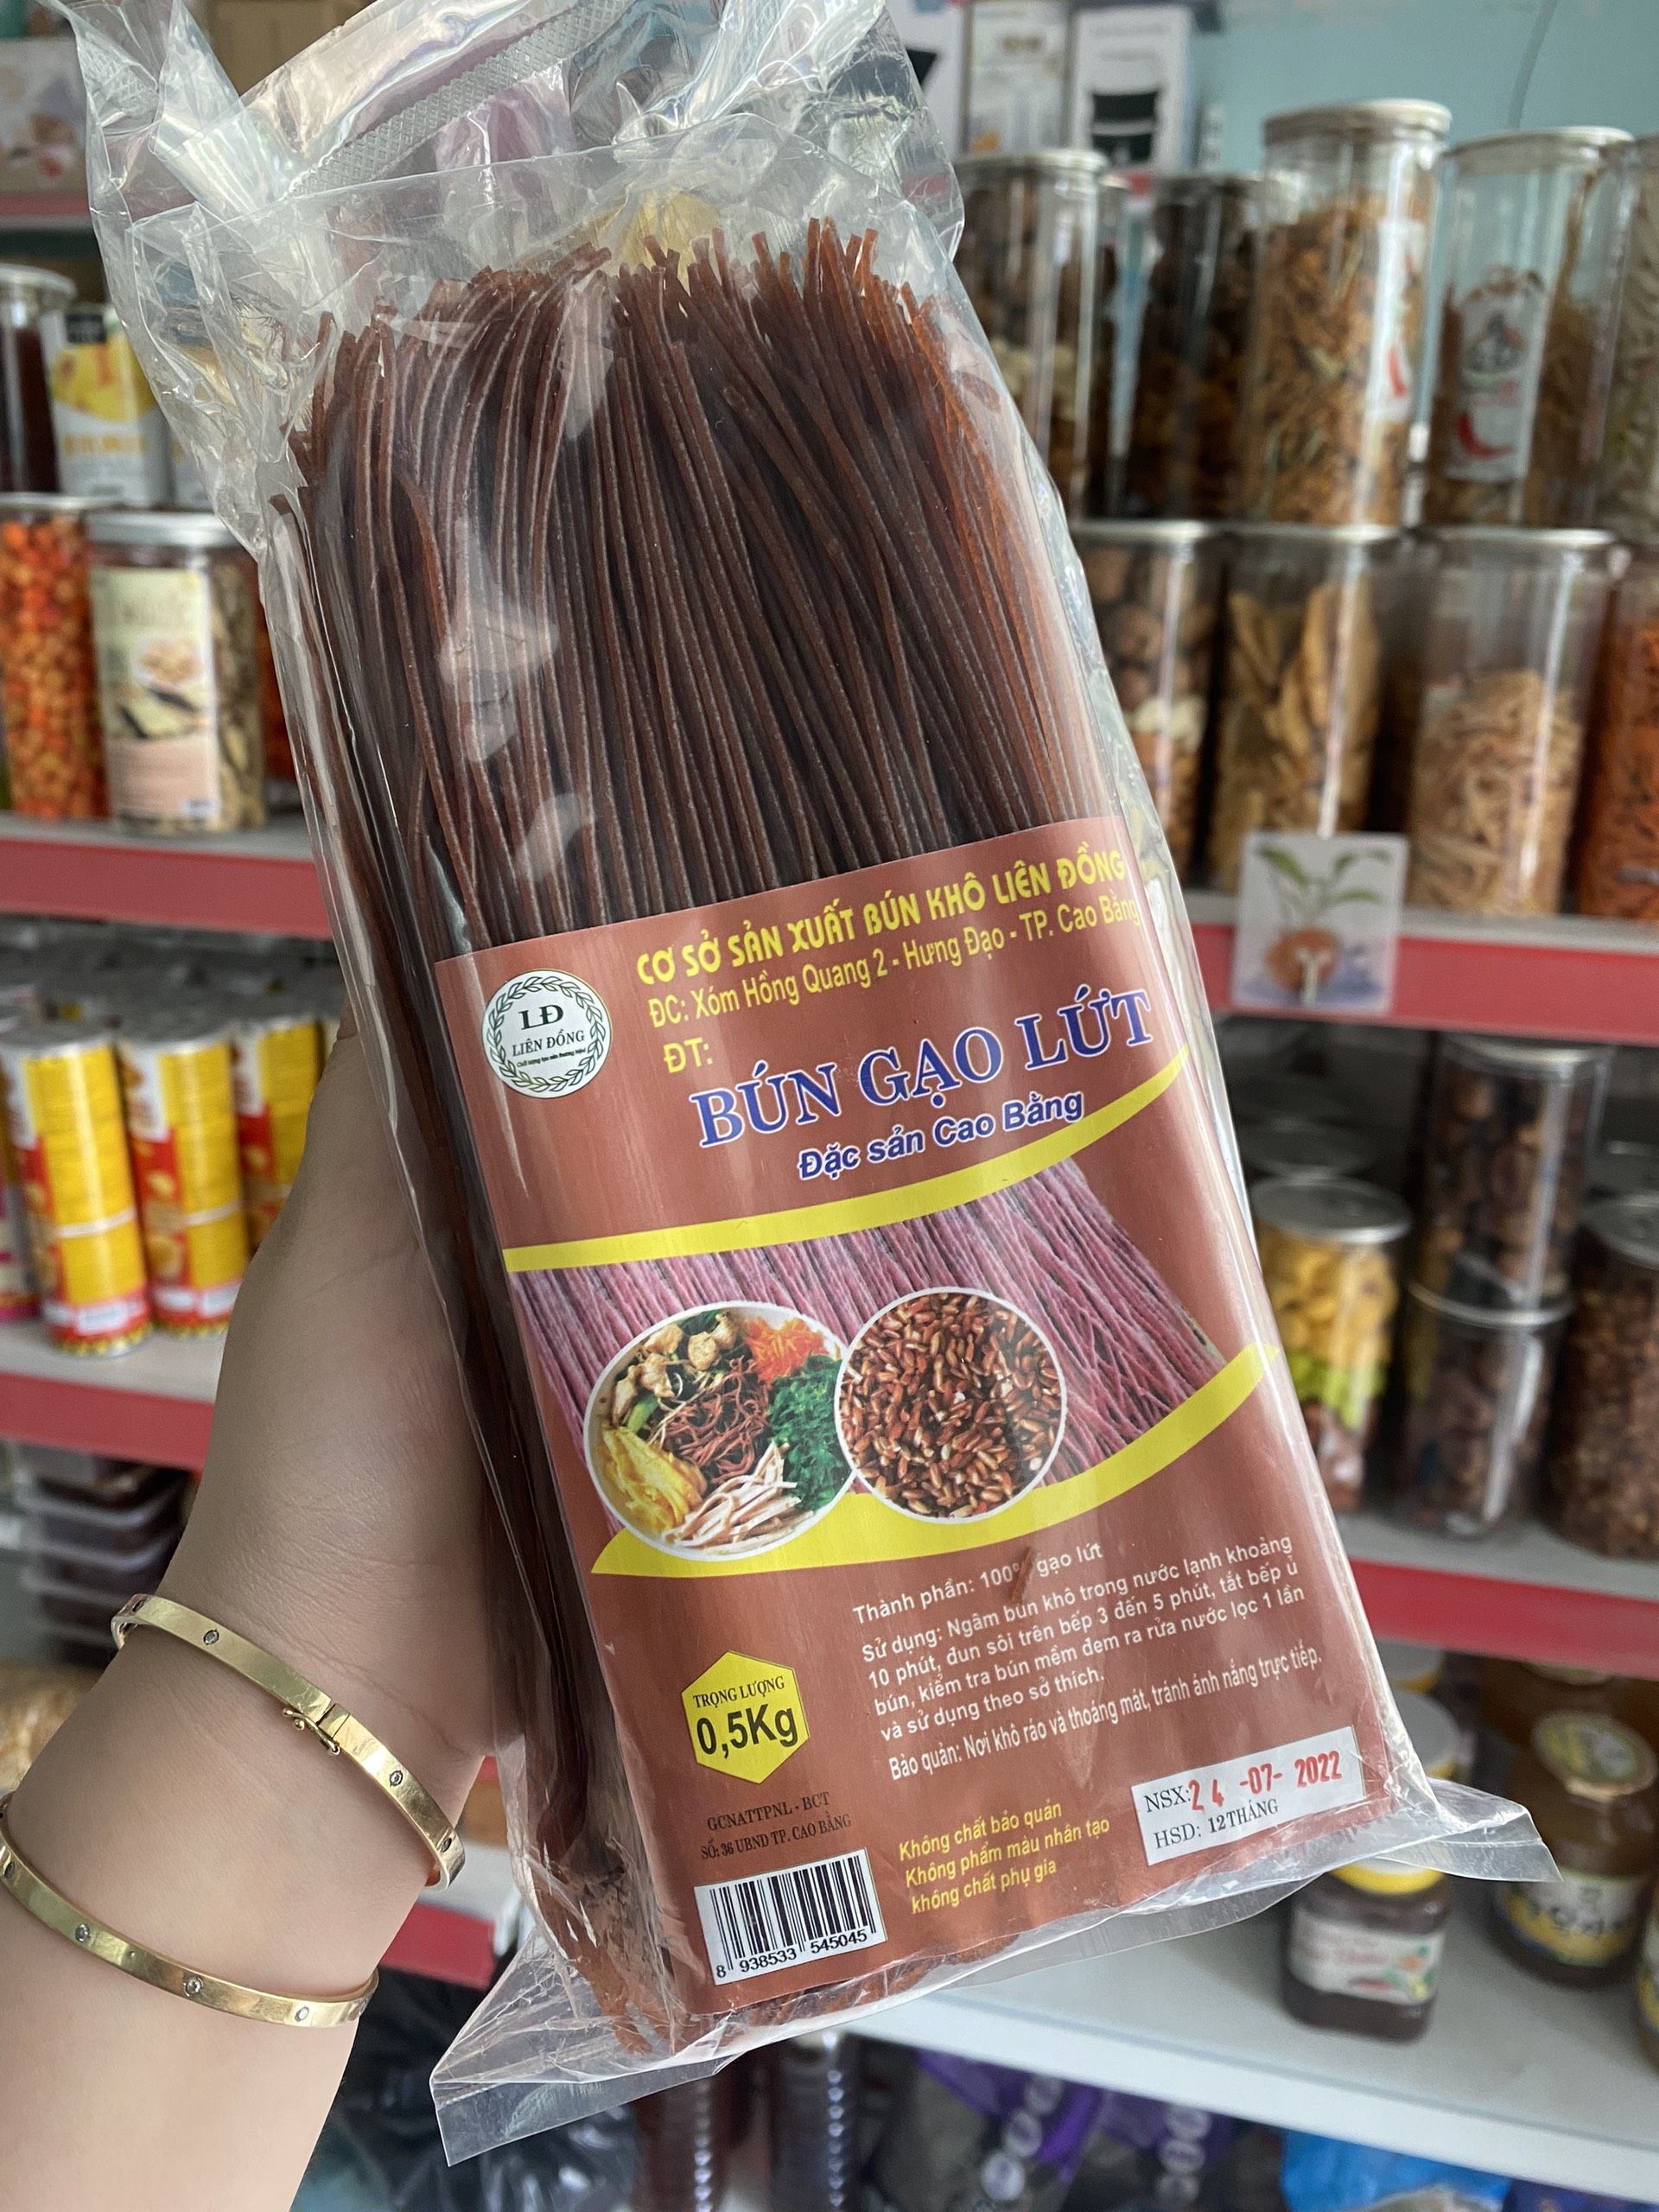 CƠ SỞ SẢN XUẤT BÚN KHÔ LIÊN ĐỒNG
ĐC: Xóm Hồng Quang 2 - Hưng Đạo - TP. Cao Bằng
ĐT:
LĐ
LIÊN ĐỒNG
BÚN GẠO LỨT
Đặc sản Cao Bằng
Thành phần: 100% gạo lứt
Sử dụng: Ngâm bún khô trong nước lạnh khoảng
10 phút, đun sôi trên bếp 3 đến 5 phút, tắt bếp ủ
bún, kiểm tra bún mềm đem ra rửa nước lọc 1 lần
và sử dụng theo sở thích.
Bảo quản: Nơi khô ráo và thoáng mát, tránh ánh nắng trực tiếp.
TRỌNG LƯỢNG
0,5Kg
GCNATTPNL - BCT
SỐ: 36 UBND TP. CAO BẰNG
Không chất bảo quản
Không phẩm màu nhân tạo
không chất phụ gia
NSX: 24 -07- 2022
HSD: 12 THÁNG
8 938533 545045